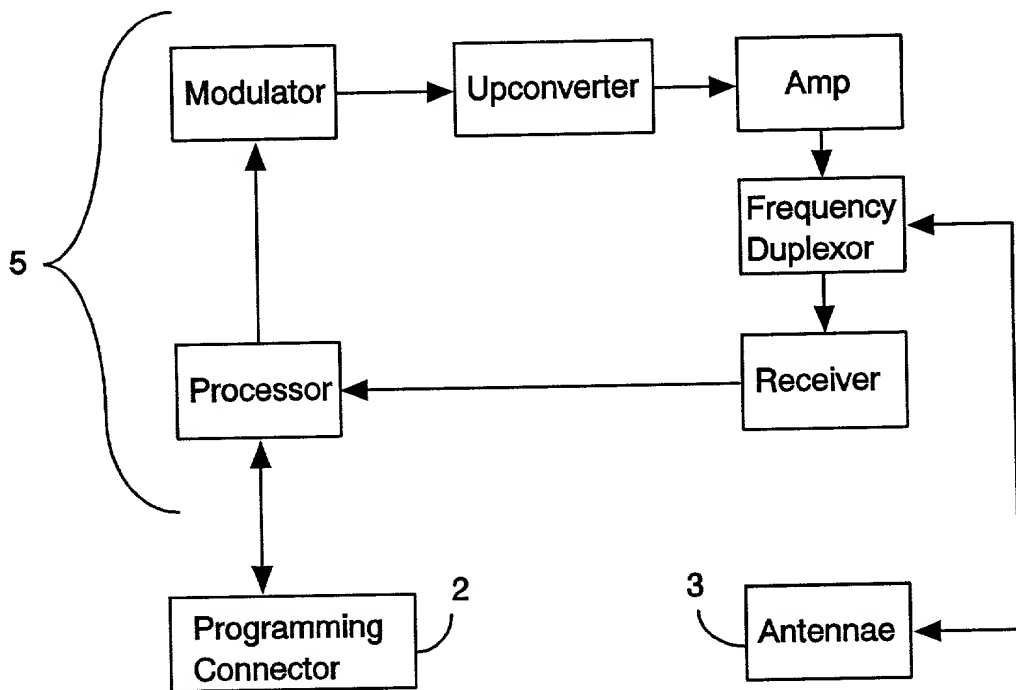 Modulator
Upconverter
Amp
Frequency
Duplexor
5
Processor
Receiver
2
3
Programming
Connector
Antennae